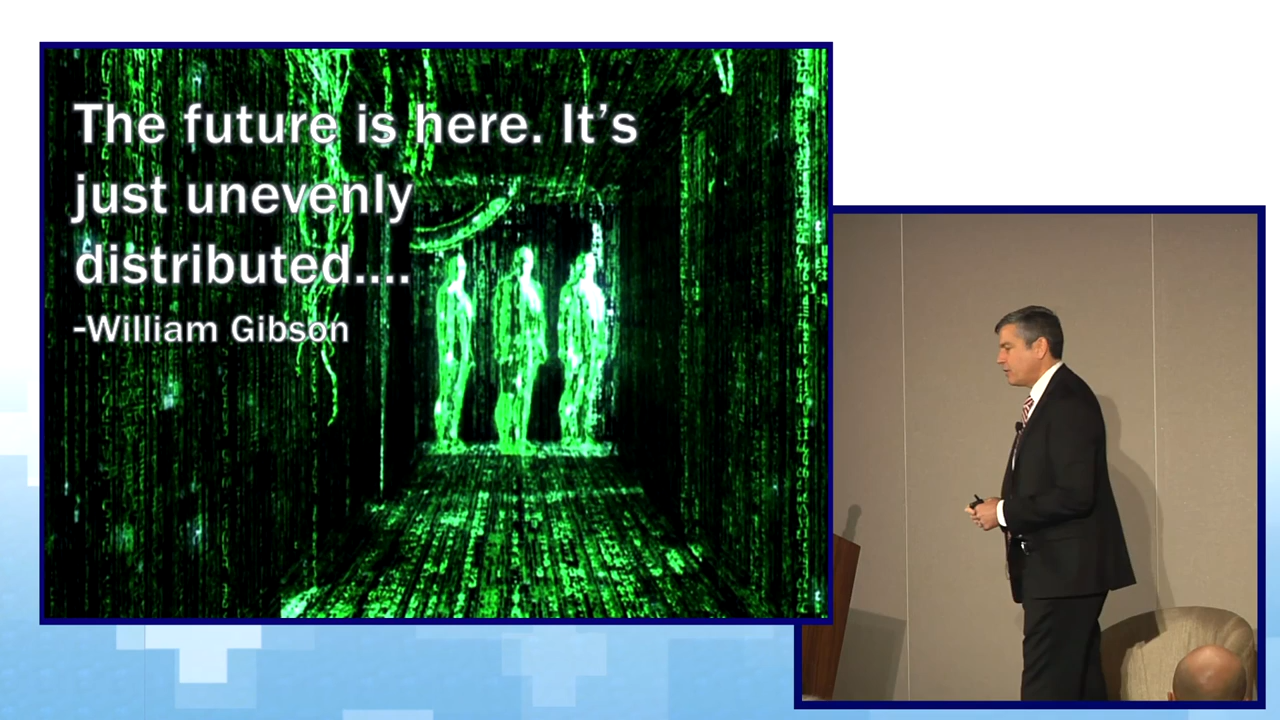 The future is here. It's
just unevenly
distributed....
-William Gibson